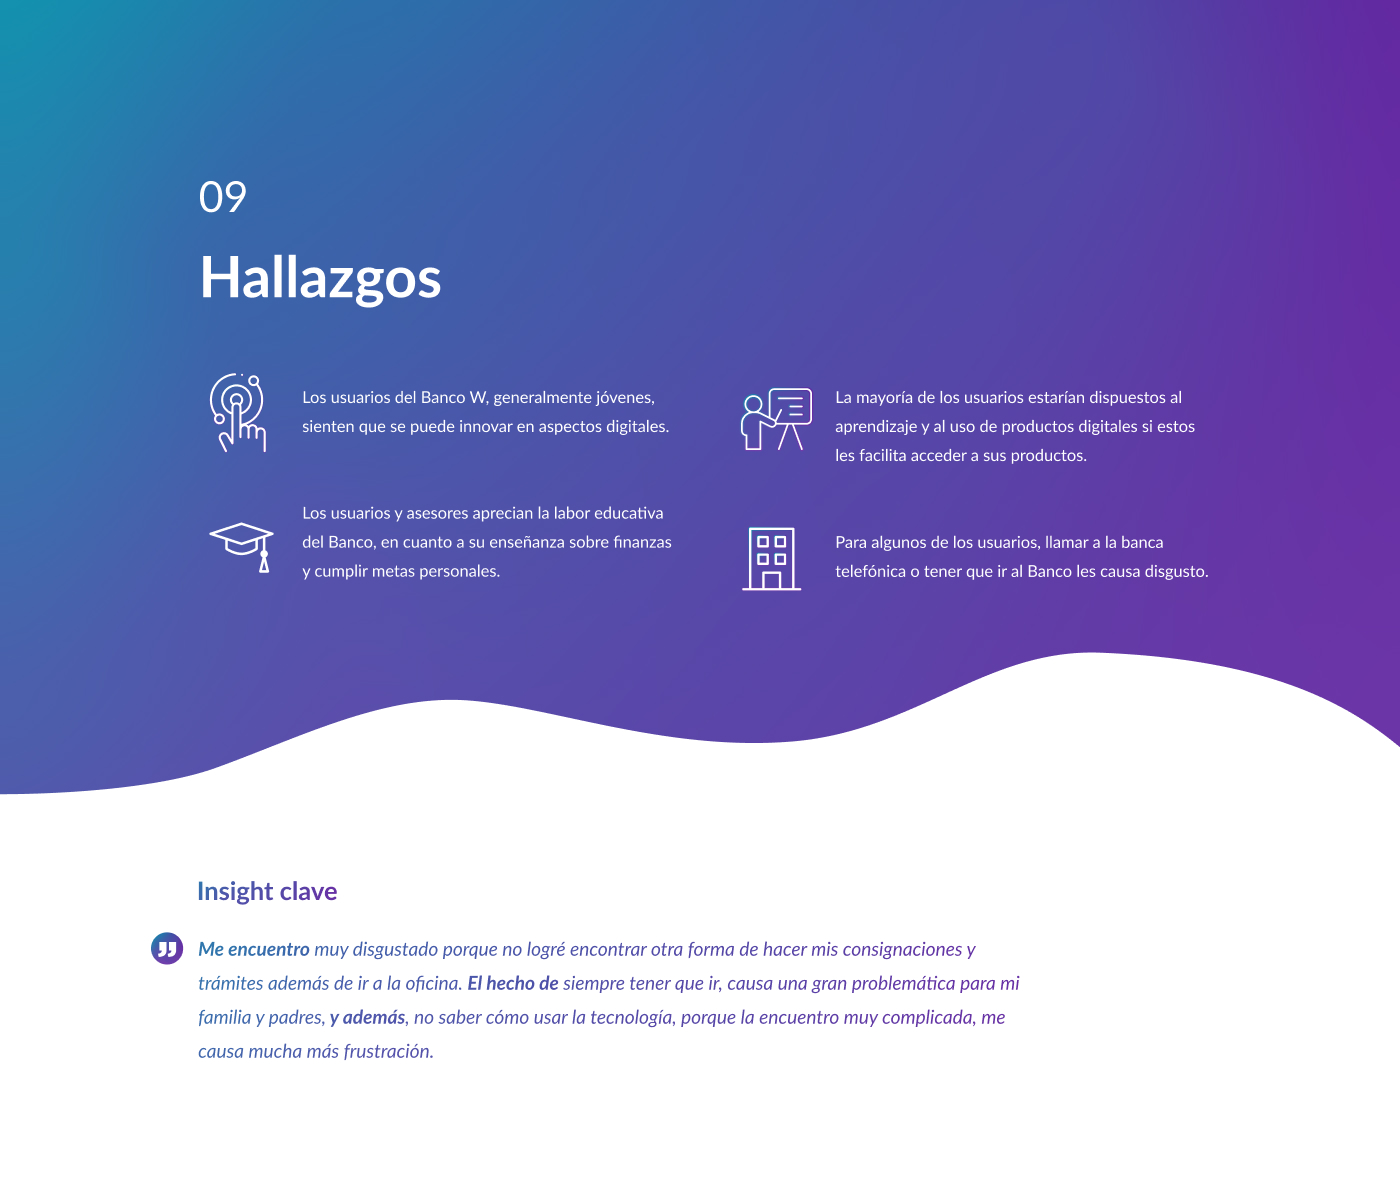 09
Hallazgos
Los usuarios del Banco W, generalmente jóvenes,
sienten que se puede innovar en aspectos digitales.
La mayoría de los usuarios estarían dispuestos al
aprendizaje y al uso de productos digitales si estos
les facilita acceder a sus productos.
Los usuarios y asesores aprecian la labor educativa
del Banco, en cuanto a su enseñanza sobre finanzas
y cumplir metas personales.
Para algunos de los usuarios, llamar a la banca
telefónica o tener que ir al Banco les causa disgusto.
Insight clave
Me encuentro muy disgustado porque no logré encontrar otra forma de hacer mis consignaciones y
trámites además de ir a la oficina. El hecho de siempre tener que ir, causa una gran problemática para mi
familia y padres, y además, no saber cómo usar la tecnología, porque la encuentro muy complicada, me
causa mucha más frustración.